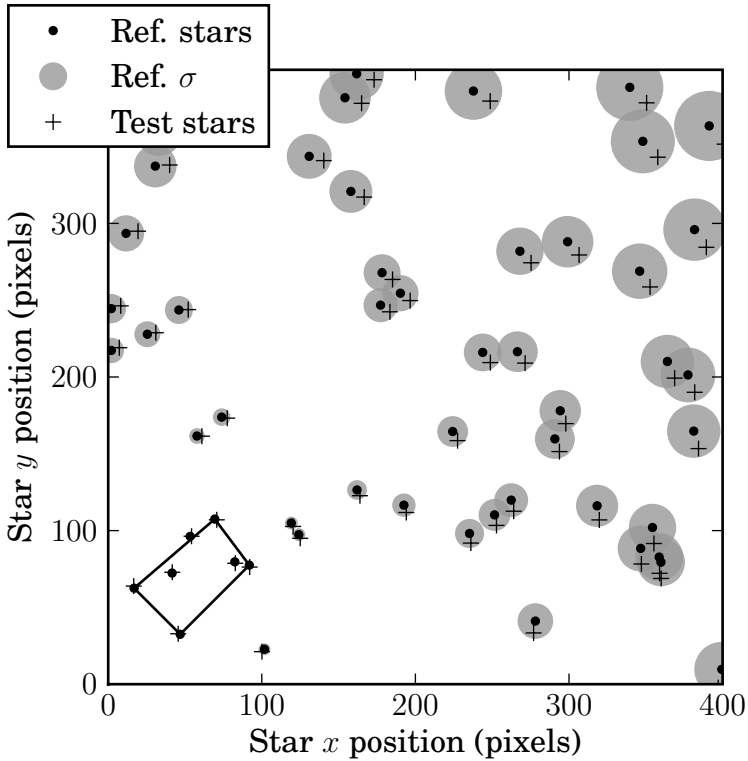 Ref. stars
Ref. σ
Test stars
300
200
100
0
0 100 200 300 400
Star x position (pixels)
Star y position (pixels)